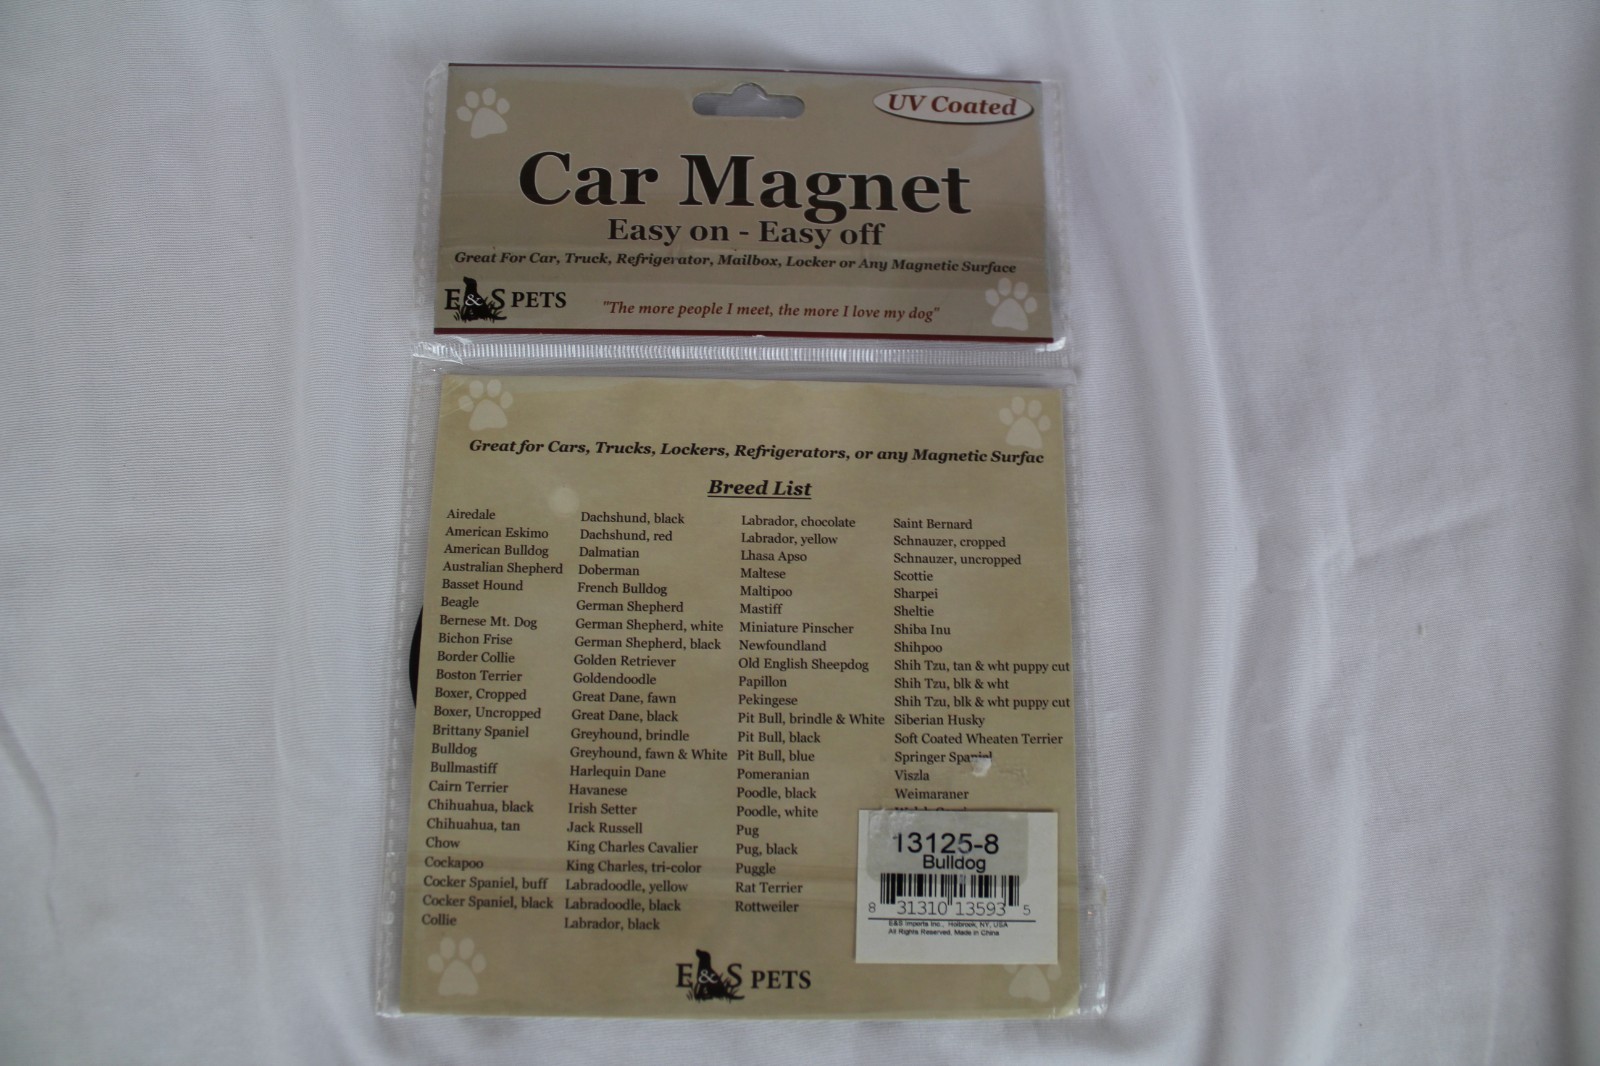 UV Coated
Car Magnet
Easy on - Easy off
Great For Car, Truck, Refrigerator, Mailbox, Locker or Any Magnetic Surface
E&S PETS
"The more people I meet, the more I love my dog"
Great for Cars, Trucks, Lockers, Refrigerators, or any Magnetic Surfac
Breed List
Airedale
American Eskimo
American Bulldog
Australian Shepherd
Basset Hound
Beagle
Bernese Mt. Dog
Bichon Frise
Border Collie
Boston Terrier
Boxer, Cropped
Boxer, Uncropped
Brittany Spaniel
Bulldog
Bullmastiff
Cairn Terrier
Chihuahua, black
Chihuahua, tan
Chow
Cockapoo
Cocker Spaniel, buff
Cocker Spaniel, black
Collie
Dachshund, black
Dachshund, red
Dalmatian
Doberman
French Bulldog
German Shepherd
German Shepherd, white
German Shepherd, black
Golden Retriever
Goldendoodle
Great Dane, fawn
Great Dane, black
Greyhound, brindle
Greyhound, fawn & White
Harlequin Dane
Havanese
Irish Setter
Jack Russell
King Charles Cavalier
King Charles, tri-color
Labradoodle, yellow
Labradoodle, black
Labrador, black
Labrador, chocolate
Labrador, yellow
Lhasa Apso
Maltese
Maltipoo
Mastiff
Miniature Pinscher
Newfoundland
Old English Sheepdog
Papillon
Pekingese
Pit Bull, brindle & White
Pit Bull, black
Pit Bull, blue
Pomeranian
Poodle, black
Poodle, white
Pug
Pug, black
Puggle
Rat Terrier
Rottweiler
Saint Bernard
Schnauzer, cropped
Schnauzer, uncropped
Scottie
Sharpei
Sheltie
Shiba Inu
Shihpoo
Shih Tzu, tan & wht puppy cut
Shih Tzu, blk & wht
Shih Tzu, blk & wht puppy cut
Siberian Husky
Soft Coated Wheaten Terrier
Springer Spaniel
Viszla
Weimaraner
13125-8
Bulldog
8 31310 13593 5
E&S Imports Inc., Holbrook, NY, USA
All Rights Reserved. Made in China
E&S PETS